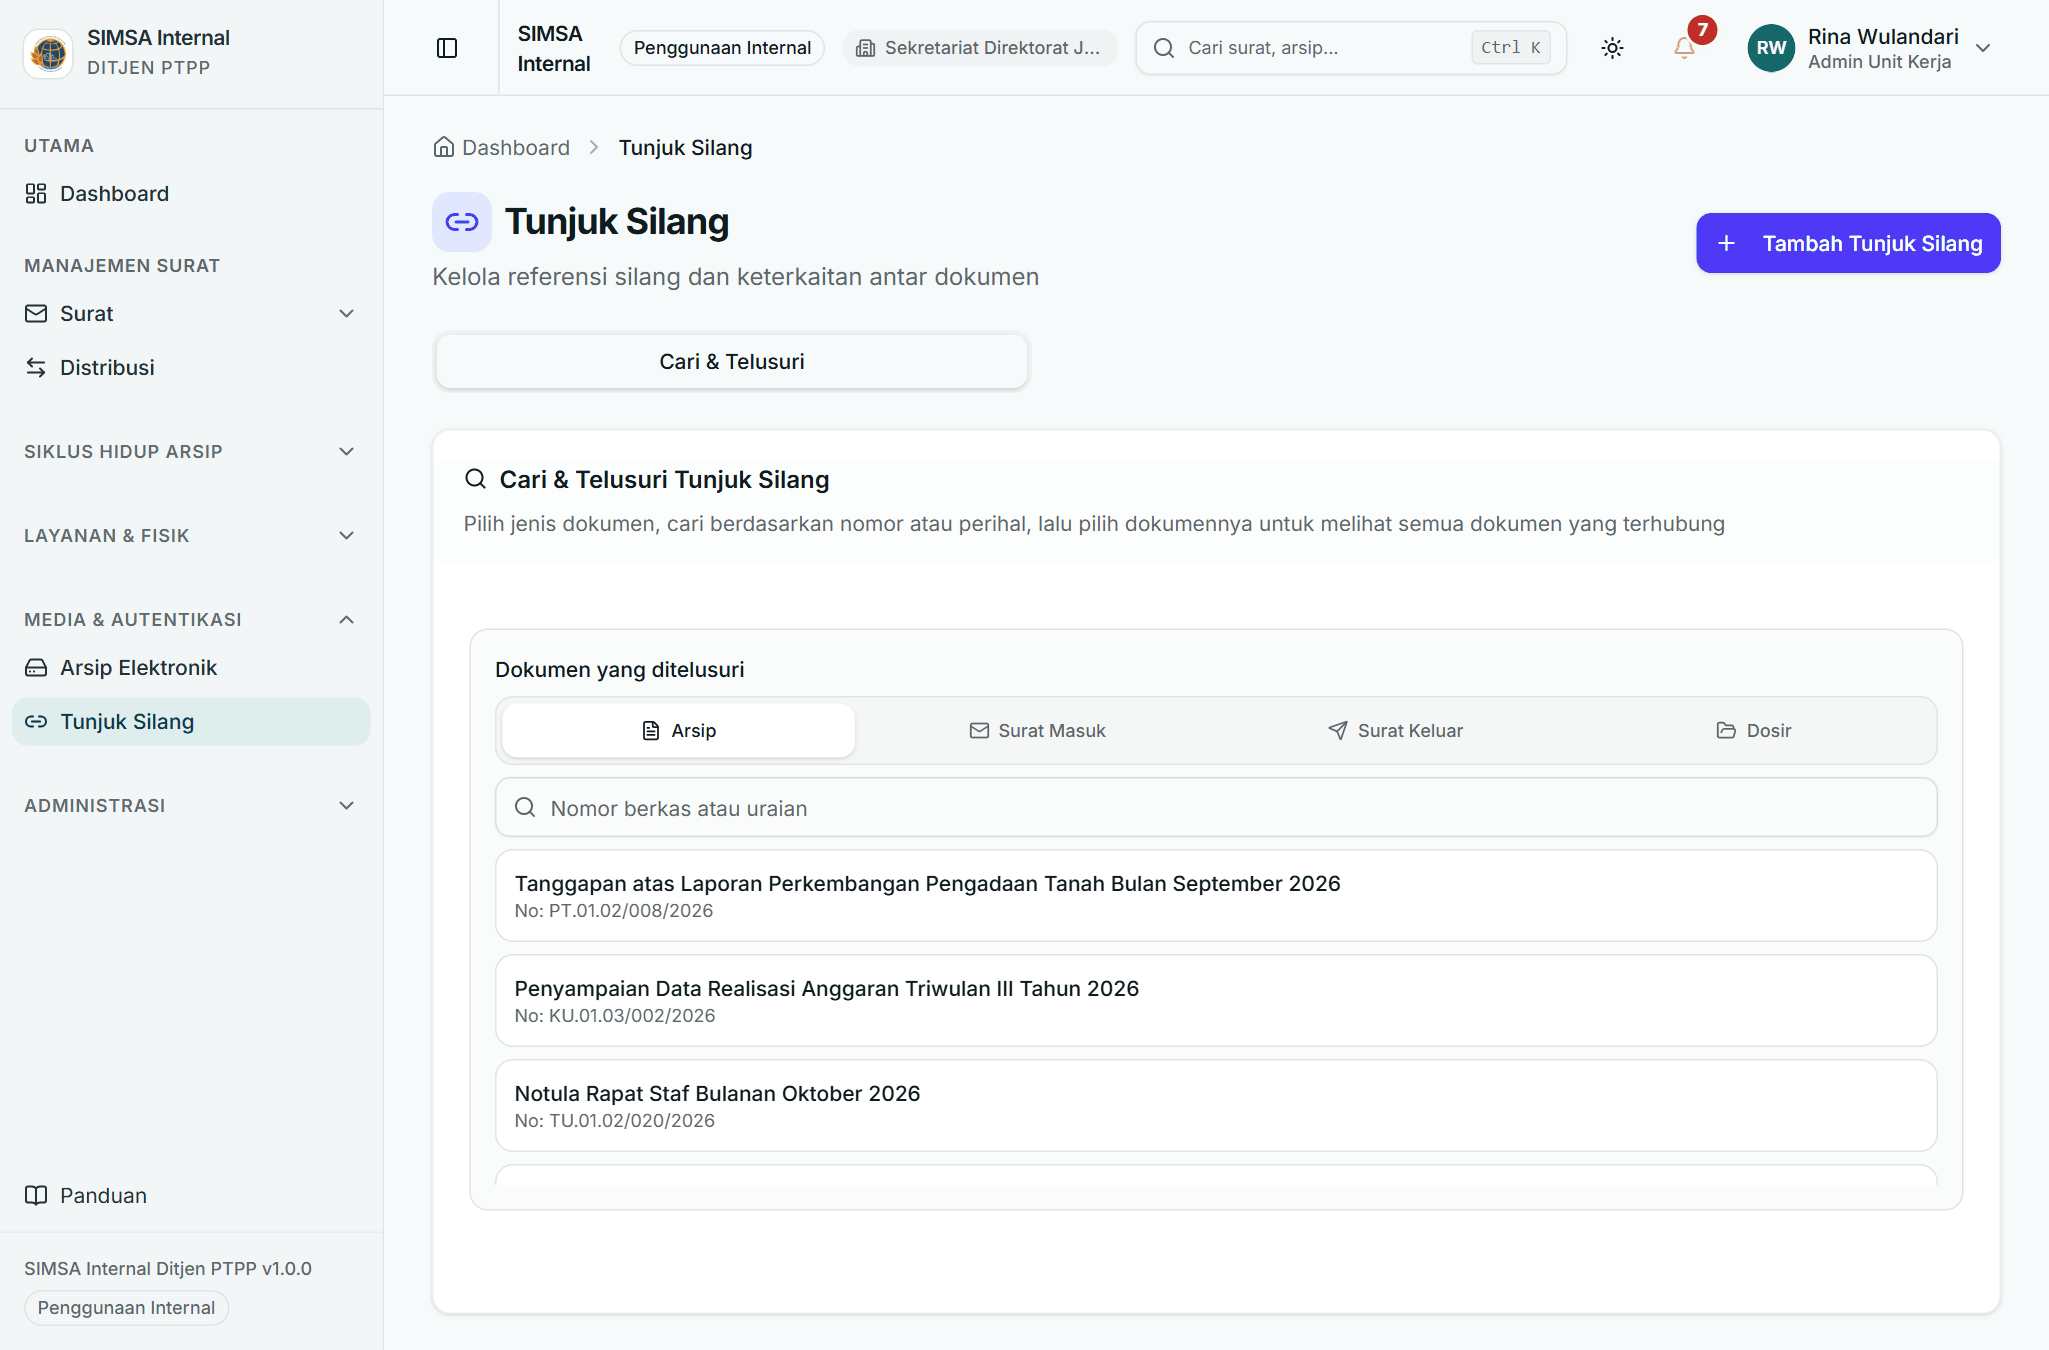 SIMSA Internal
DITJEN PTPP
UTAMA
Dashboard
MANAJEMEN SURAT
Surat
Distribusi
SIKLUS HIDUP ARSIP
LAYANAN & FISIK
MEDIA & AUTENTIKASI
Arsip Elektronik
Tunjuk Silang
ADMINISTRASI
Panduan
SIMSA Internal Ditjen PTPP v1.0.0
Penggunaan Internal
SIMSA
Internal
Penggunaan Internal
Sekretariat Direktorat J...
Cari surat, arsip...
Ctrl K
7
RW
Rina Wulandari
Admin Unit Kerja
Dashboard
Tunjuk Silang
Tunjuk Silang
Kelola referensi silang dan keterkaitan antar dokumen
Tambah Tunjuk Silang
Cari & Telusuri
Cari & Telusuri Tunjuk Silang
Pilih jenis dokumen, cari berdasarkan nomor atau perihal, lalu pilih dokumennya untuk melihat semua dokumen yang terhubung
Dokumen yang ditelusuri
Arsip
Surat Masuk
Surat Keluar
Dosir
Nomor berkas atau uraian
Tanggapan atas Laporan Perkembangan Pengadaan Tanah Bulan September 2026
No: PT.01.02/008/2026
Penyampaian Data Realisasi Anggaran Triwulan III Tahun 2026
No: KU.01.03/002/2026
Notula Rapat Staf Bulanan Oktober 2026
No: TU.01.02/020/2026